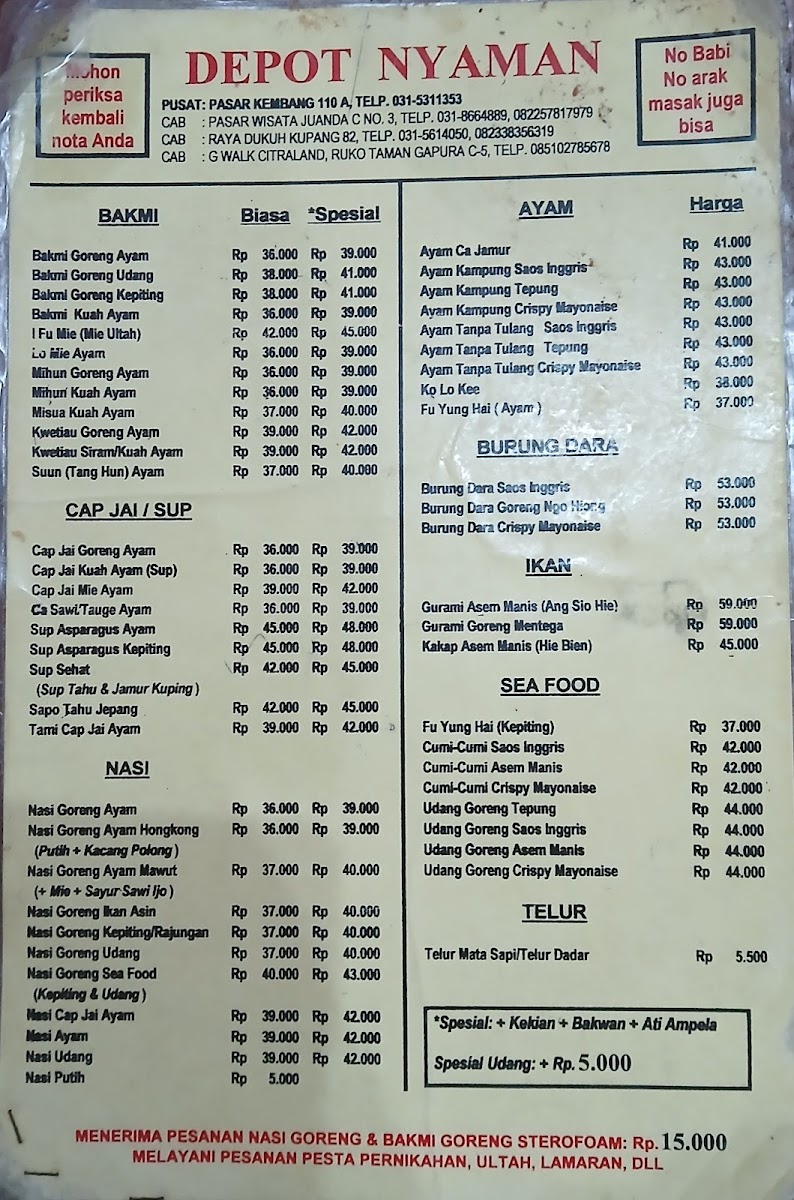 Mohon
periksa
kembali
nota Anda
DEPOT NYAMAN
No Babi
No arak
masak juga
bisa
PUSAT: PASAR KEMBANG 110 A, TELP. 031-5311353
CAB : PASAR WISATA JUANDA C NO. 3, TELP. 031-8664889, 082257817979
CAB : RAYA DUKUH KUPANG 82, TELP. 031-5614050, 082338356319
CAB : G WALK CITRALAND, RUKO TAMAN GAPURA C-5, TELP. 085102785678
BAKMI Biasa *Spesial
Bakmi Goreng Ayam Rp 36.000 Rp 39.000
Bakmi Goreng Udang Rp 38.000 Rp 41.000
Bakmi Goreng Kepiting Rp 38.000 Rp 41.000
Bakmi Kuah Ayam Rp 36.000 Rp 39.000
I Fu Mie (Mie Ultah) Rp 42.000 Rp 45.000
Lo Mie Ayam Rp 36.000 Rp 39.000
Mihun Goreng Ayam Rp 36.000 Rp 39.000
Mihun Kuah Ayam Rp 36.000 Rp 39.000
Misua Kuah Ayam Rp 37.000 Rp 40.000
Kwetiau Goreng Ayam Rp 39.000 Rp 42.000
Kwetiau Siram/Kuah Ayam Rp 39.000 Rp 42.000
Suun (Tang Hun) Ayam Rp 37.000 Rp 40.000
CAP JAI / SUP
Cap Jai Goreng Ayam Rp 36.000 Rp 39.000
Cap Jai Kuah Ayam (Sup) Rp 36.000 Rp 39.000
Cap Jai Mie Ayam Rp 39.000 Rp 42.000
Ca Sawi/Tauge Ayam Rp 36.000 Rp 39.000
Sup Asparagus Ayam Rp 45.000 Rp 48.000
Sup Asparagus Kepiting Rp 45.000 Rp 48.000
Sup Sehat Rp 42.000 Rp 45.000
(Sup Tahu & Jamur Kuping)
Sapo Tahu Jepang Rp 42.000 Rp 45.000
Tami Cap Jai Ayam Rp 39.000 Rp 42.000
NASI
Nasi Goreng Ayam Rp 36.000 Rp 39.000
Nasi Goreng Ayam Hongkong Rp 36.000 Rp 39.000
(Putih + Kacang Polong)
Nasi Goreng Ayam Mawut Rp 37.000 Rp 40.000
(+ Mie + Sayur Sawi Ijo)
Nasi Goreng Ikan Asin Rp 37.000 Rp 40.000
Nasi Goreng Kepiting/Rajungan Rp 37.000 Rp 40.000
Nasi Goreng Udang Rp 37.000 Rp 40.000
Nasi Goreng Sea Food Rp 40.000 Rp 43.000
(Kepiting & Udang)
Nasi Cap Jai Ayam Rp 39.000 Rp 42.000
Nasi Ayam Rp 39.000 Rp 42.000
Nasi Udang Rp 39.000 Rp 42.000
Nasi Putih Rp 5.000
AYAM Harga
Ayam Ca Jamur Rp 41.000
Ayam Kampung Saos Inggris Rp 43.000
Ayam Kampung Tepung Rp 43.000
Ayam Kampung Crispy Mayonaise Rp 43.000
Ayam Tanpa Tulang Saos Inggris Rp 43.000
Ayam Tanpa Tulang Tepung Rp 43.000
Ayam Tanpa Tulang Crispy Mayonaise Rp 43.000
Ko Lo Kee Rp 38.000
Fu Yung Hai (Ayam) Rp 37.000
BURUNG DARA
Burung Dara Saos Inggris Rp 53.000
Burung Dara Goreng Ngo Hiong Rp 53.000
Burung Dara Crispy Mayonaise Rp 53.000
IKAN
Gurami Asem Manis (Ang Sio Hie) Rp 59.000
Gurami Goreng Mentega Rp 59.000
Kakap Asem Manis (Hie Bien) Rp 45.000
SEA FOOD
Fu Yung Hai (Kepiting) Rp 37.000
Cumi-Cumi Saos Inggris Rp 42.000
Cumi-Cumi Asem Manis Rp 42.000
Cumi-Cumi Crispy Mayonaise Rp 42.000
Udang Goreng Tepung Rp 44.000
Udang Goreng Saos Inggris Rp 44.000
Udang Goreng Asem Manis Rp 44.000
Udang Goreng Crispy Mayonaise Rp 44.000
TELUR
Telur Mata Sapi/Telur Dadar Rp 5.500
*Spesial: + Kekian + Bakwan + Ati Ampela
Spesial Udang: + Rp. 5.000
MENERIMA PESANAN NASI GORENG & BAKMI GORENG STEROFOAM: Rp. 15.000
MELAYANI PESANAN PESTA PERNIKAHAN, ULTAH, LAMARAN, DLL